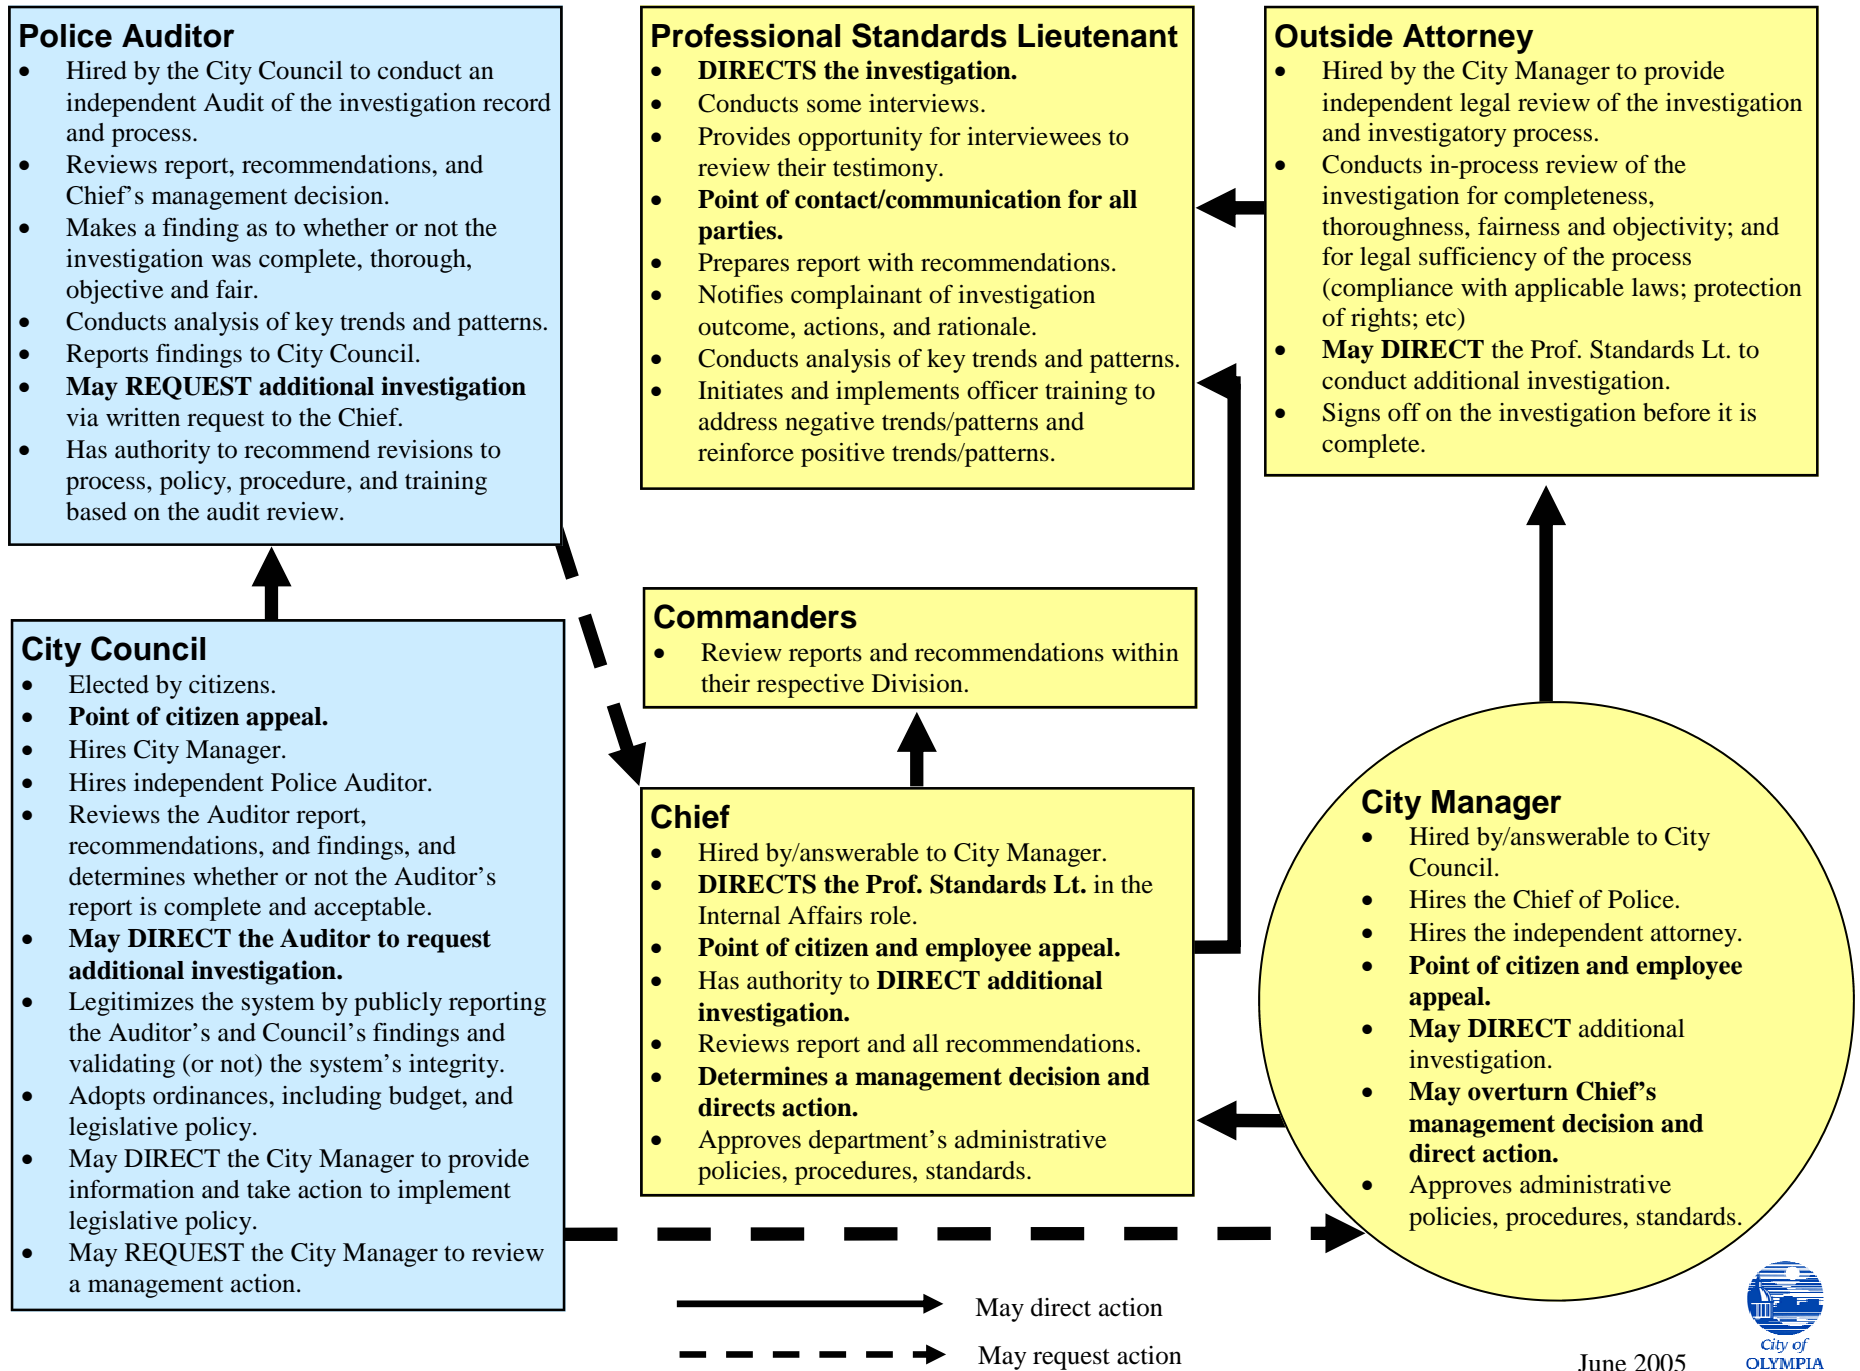 Police Auditor
• Hired by the City Council to conduct an
independent Audit of the investigation record
and process.
• Reviews report, recommendations, and
Chief’s management decision.
• Makes a finding as to whether or not the
investigation was complete, thorough,
objective and fair.
• Conducts analysis of key trends and patterns.
• Reports findings to City Council.
• May REQUEST additional investigation
via written request to the Chief.
• Has authority to recommend revisions to
process, policy, procedure, and training
based on the audit review.
Professional Standards Lieutenant
• DIRECTS the investigation.
• Conducts some interviews.
• Provides opportunity for interviewees to
review their testimony.
• Point of contact/communication for all
parties.
• Prepares report with recommendations.
• Notifies complainant of investigation
outcome, actions, and rationale.
• Conducts analysis of key trends and patterns.
• Initiates and implements officer training to
address negative trends/patterns and
reinforce positive trends/patterns.
Outside Attorney
• Hired by the City Manager to provide
independent legal review of the investigation
and investigatory process.
• Conducts in-process review of the
investigation for completeness,
thoroughness, fairness and objectivity; and
for legal sufficiency of the process
(compliance with applicable laws; protection
of rights; etc)
• May DIRECT the Prof. Standards Lt. to
conduct additional investigation.
• Signs off on the investigation before it is
complete.
City Council
• Elected by citizens.
• Point of citizen appeal.
• Hires City Manager.
• Hires independent Police Auditor.
• Reviews the Auditor report,
recommendations, and findings, and
determines whether or not the Auditor’s
report is complete and acceptable.
• May DIRECT the Auditor to request
additional investigation.
• Legitimizes the system by publicly reporting
the Auditor’s and Council’s findings and
validating (or not) the system’s integrity.
• Adopts ordinances, including budget, and
legislative policy.
• May DIRECT the City Manager to provide
information and take action to implement
legislative policy.
• May REQUEST the City Manager to review
a management action.
Commanders
• Review reports and recommendations within
their respective Division.
Chief
• Hired by/answerable to City Manager.
• DIRECTS the Prof. Standards Lt. in the
Internal Affairs role.
• Point of citizen and employee appeal.
• Has authority to DIRECT additional
investigation.
• Reviews report and all recommendations.
• Determines a management decision and
directs action.
• Approves department’s administrative
policies, procedures, standards.
City Manager
• Hired by/answerable to City
Council.
• Hires the Chief of Police.
• Hires the independent attorney.
• Point of citizen and employee
appeal.
• May DIRECT additional
investigation.
• May overturn Chief’s
management decision and
direct action.
• Approves administrative
policies, procedures, standards.
May direct action
May request action
June 2005
City of
OLYMPIA